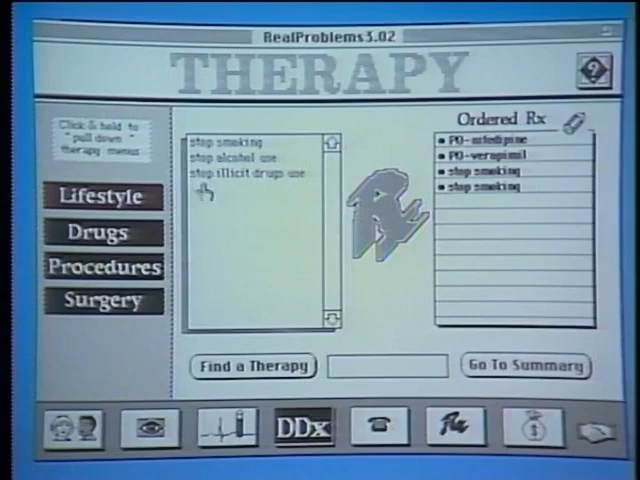 RealProblems3.02
THERAPY
?
Click & hold to
"pull down"
therapy menus
Lifestyle
Drugs
Procedures
Surgery
stop smoking
stop alcohol use
stop illicit drugs use
Rx
Ordered Rx
PO-nifedipine
PO-verapimil
stop smoking
stop smoking
Find a Therapy
Go To Summary
DDx
Rx
$